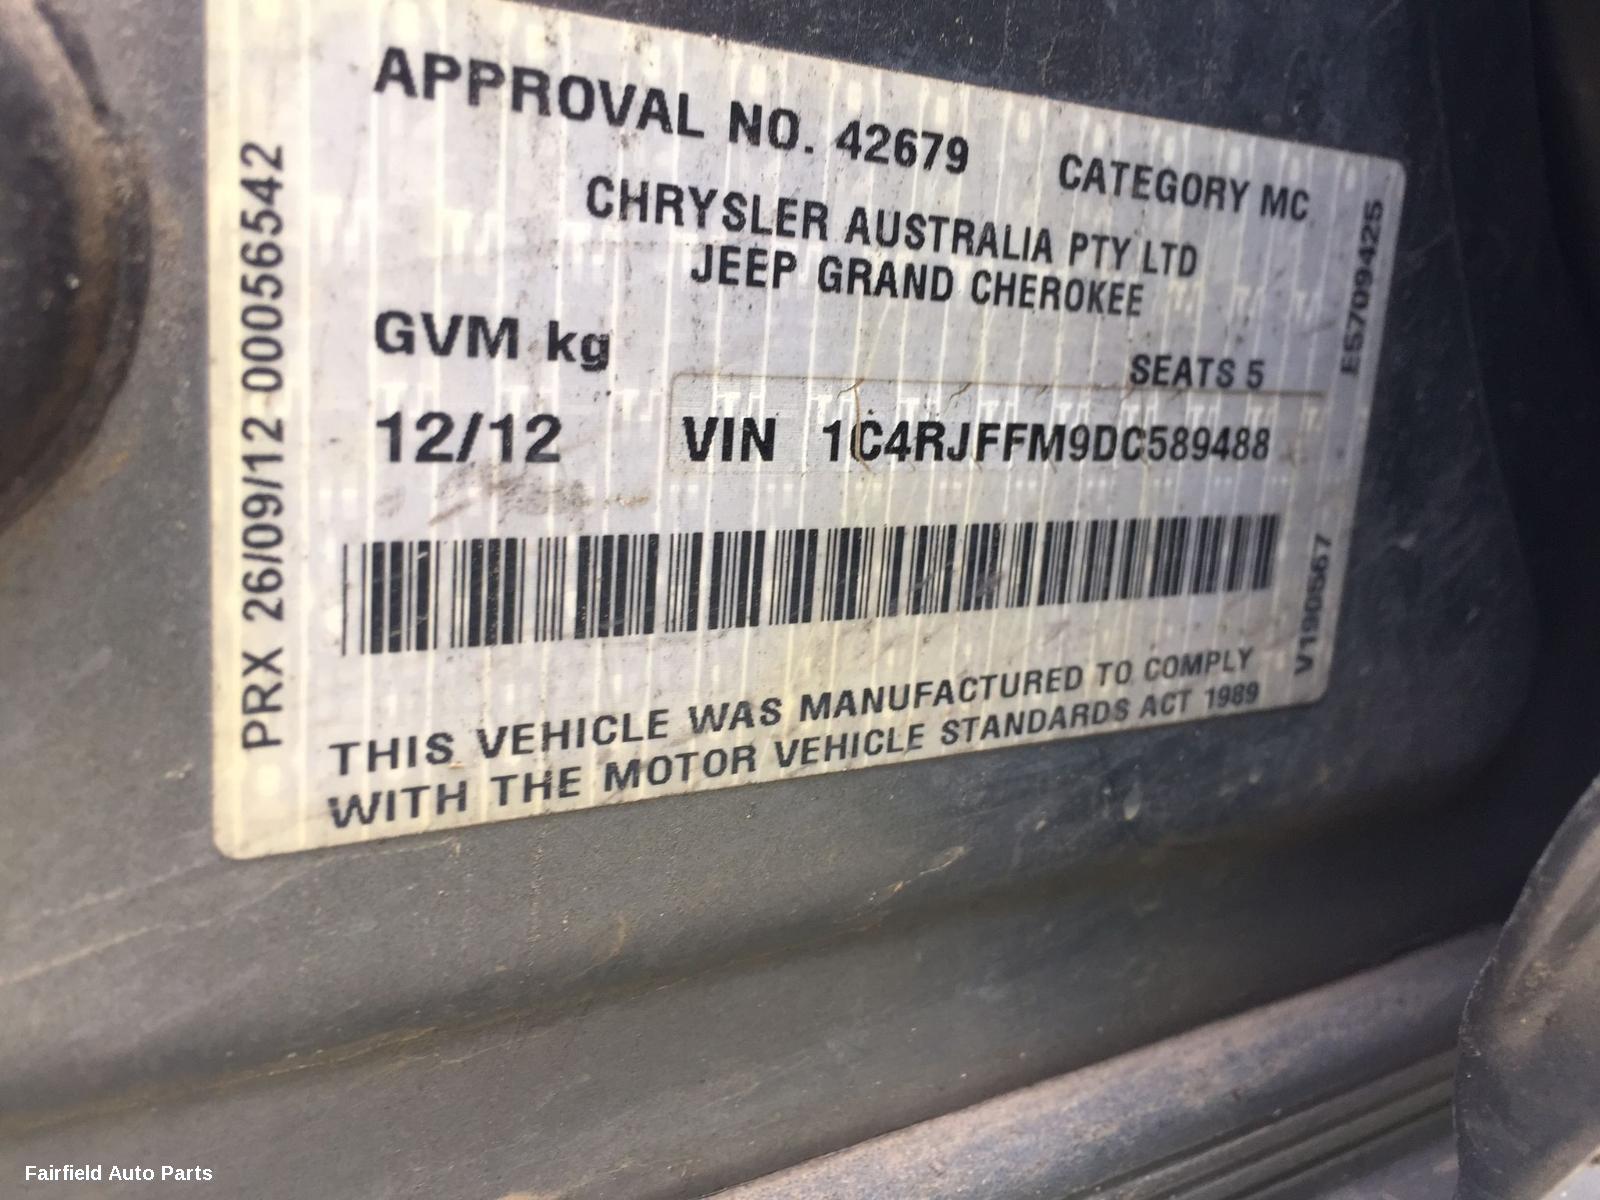 APPROVAL NO. 42679 CATEGORY MC
CHRYSLER AUSTRALIA PTY LTD
JEEP GRAND CHEROKEE
GVM kg
SEATS 5
12/12 VIN 1C4RJFFM9DC589488
THIS VEHICLE WAS MANUFACTURED TO COMPLY
WITH THE MOTOR VEHICLE STANDARDS ACT 1989
PRX 26/09/12 000556542
E5709425
V190567
Fairfield Auto Parts